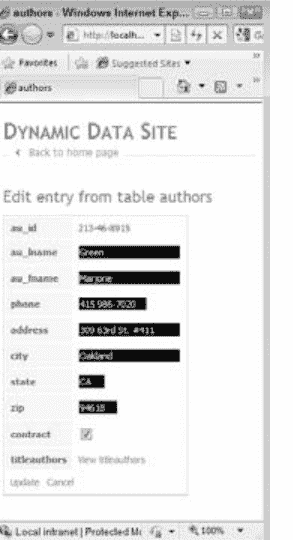 authors - Windows Internet Exp...
http://localh...
Favorites Suggested Sites
authors
DYNAMIC DATA SITE
Back to home page
Edit entry from table authors
au_id 213-46-8915
au_lname Green
au_fname Marjorie
phone 415 986-7020
address 309 63rd St. #411
city Oakland
state CA
zip 94618
contract
titleauthors View titleauthors
Update Cancel
Local intranet | Protected Mo 100%